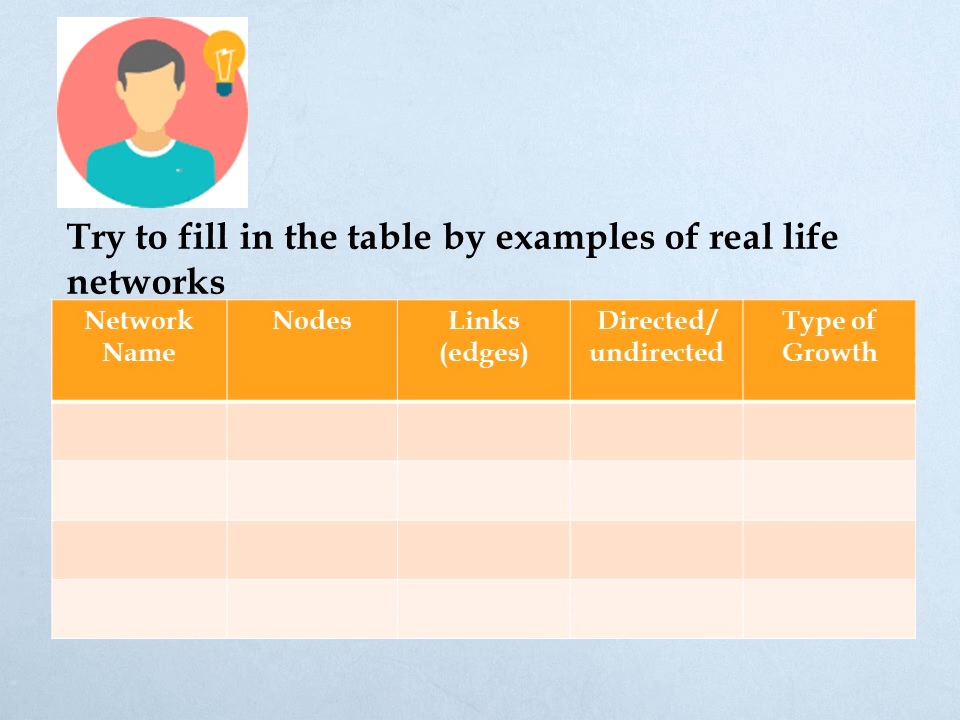 Try to fill in the table by examples of real life
networks
Network
Name
Nodes
Links
(edges)
Directed/
undirected
Type of
Growth